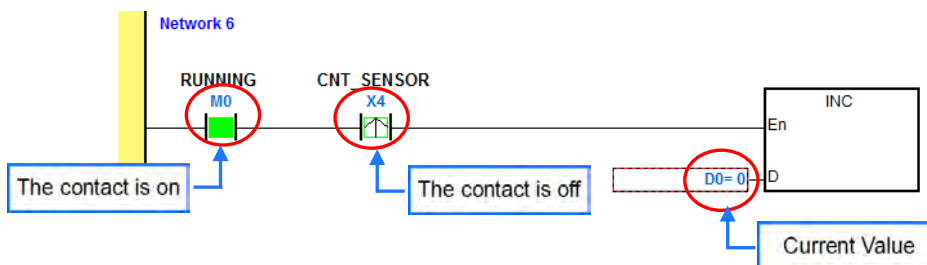 Network 6
RUNNING
CNT_SENSOR
M0
X4
INC
En
The contact is on
The contact is off
D0= 0
D
Current Value